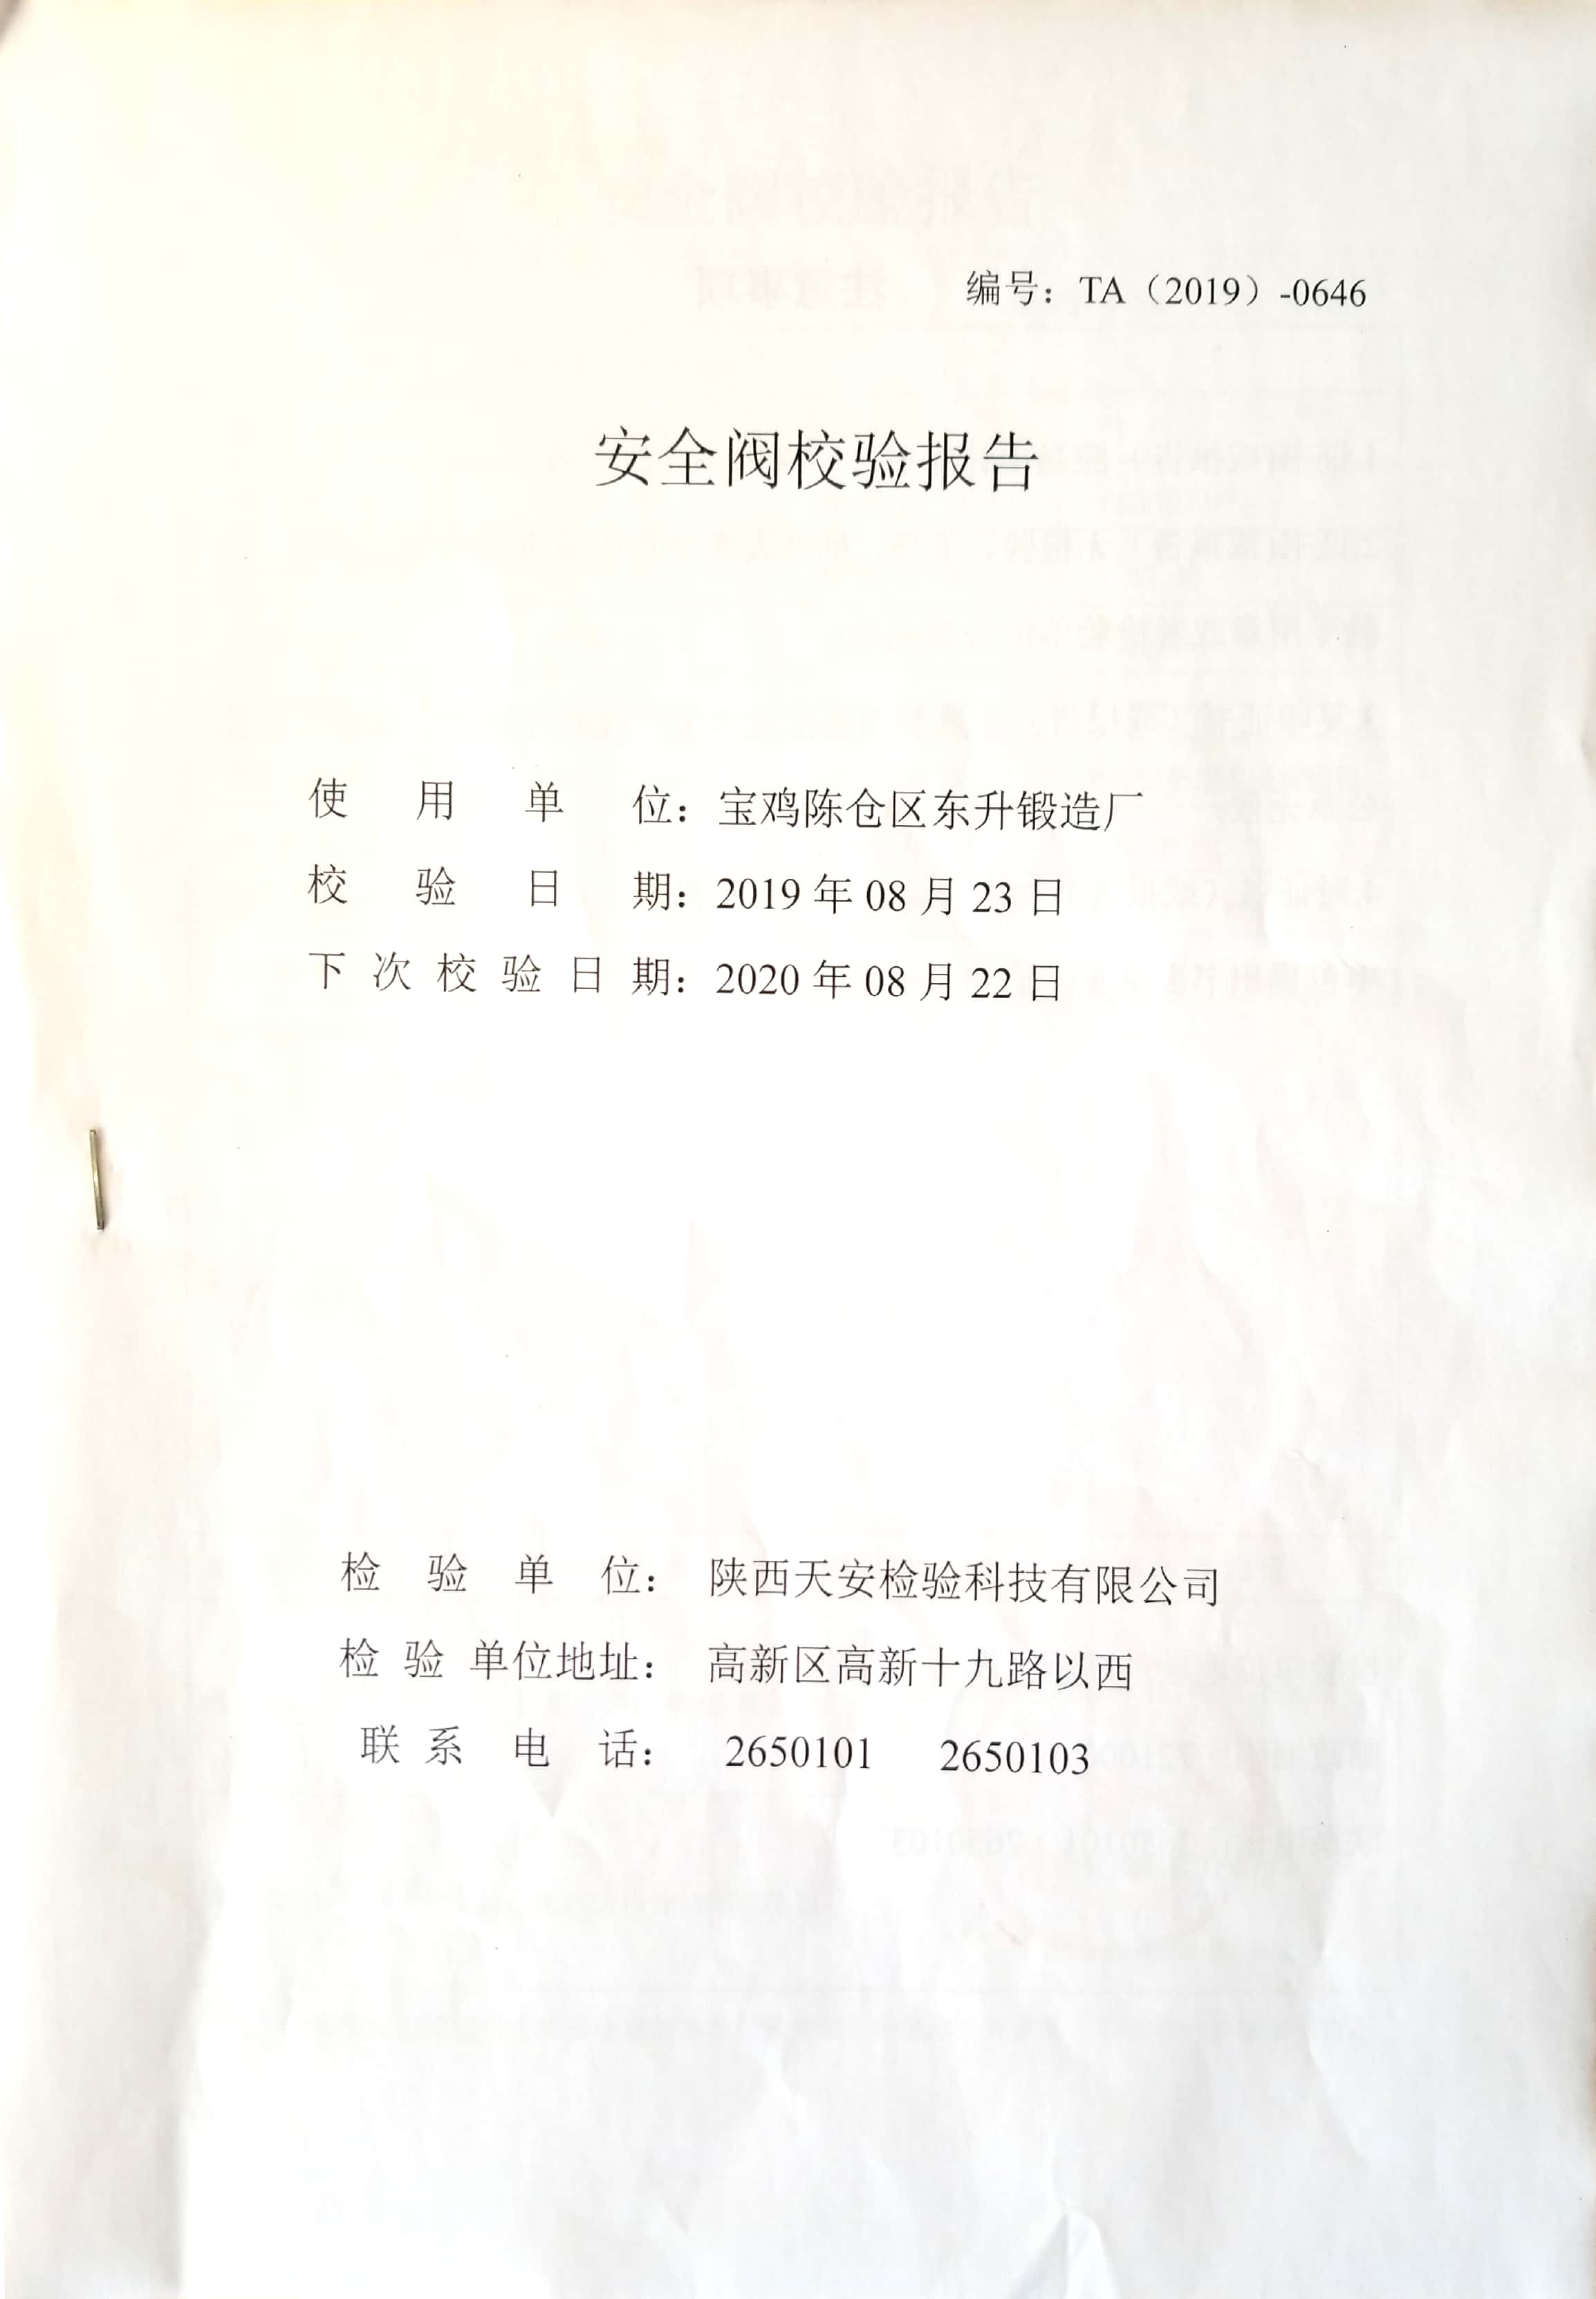 编号：TA（2019）-0646
安全阀校验报告
使用单位：宝鸡陈仓区东升锻造厂
校验日期：2019年08月23日
下次校验日期：2020年08月22日
检验单位：陕西天安检验科技有限公司
检验单位地址：高新区高新十九路以西
联系电话：2650101 2650103